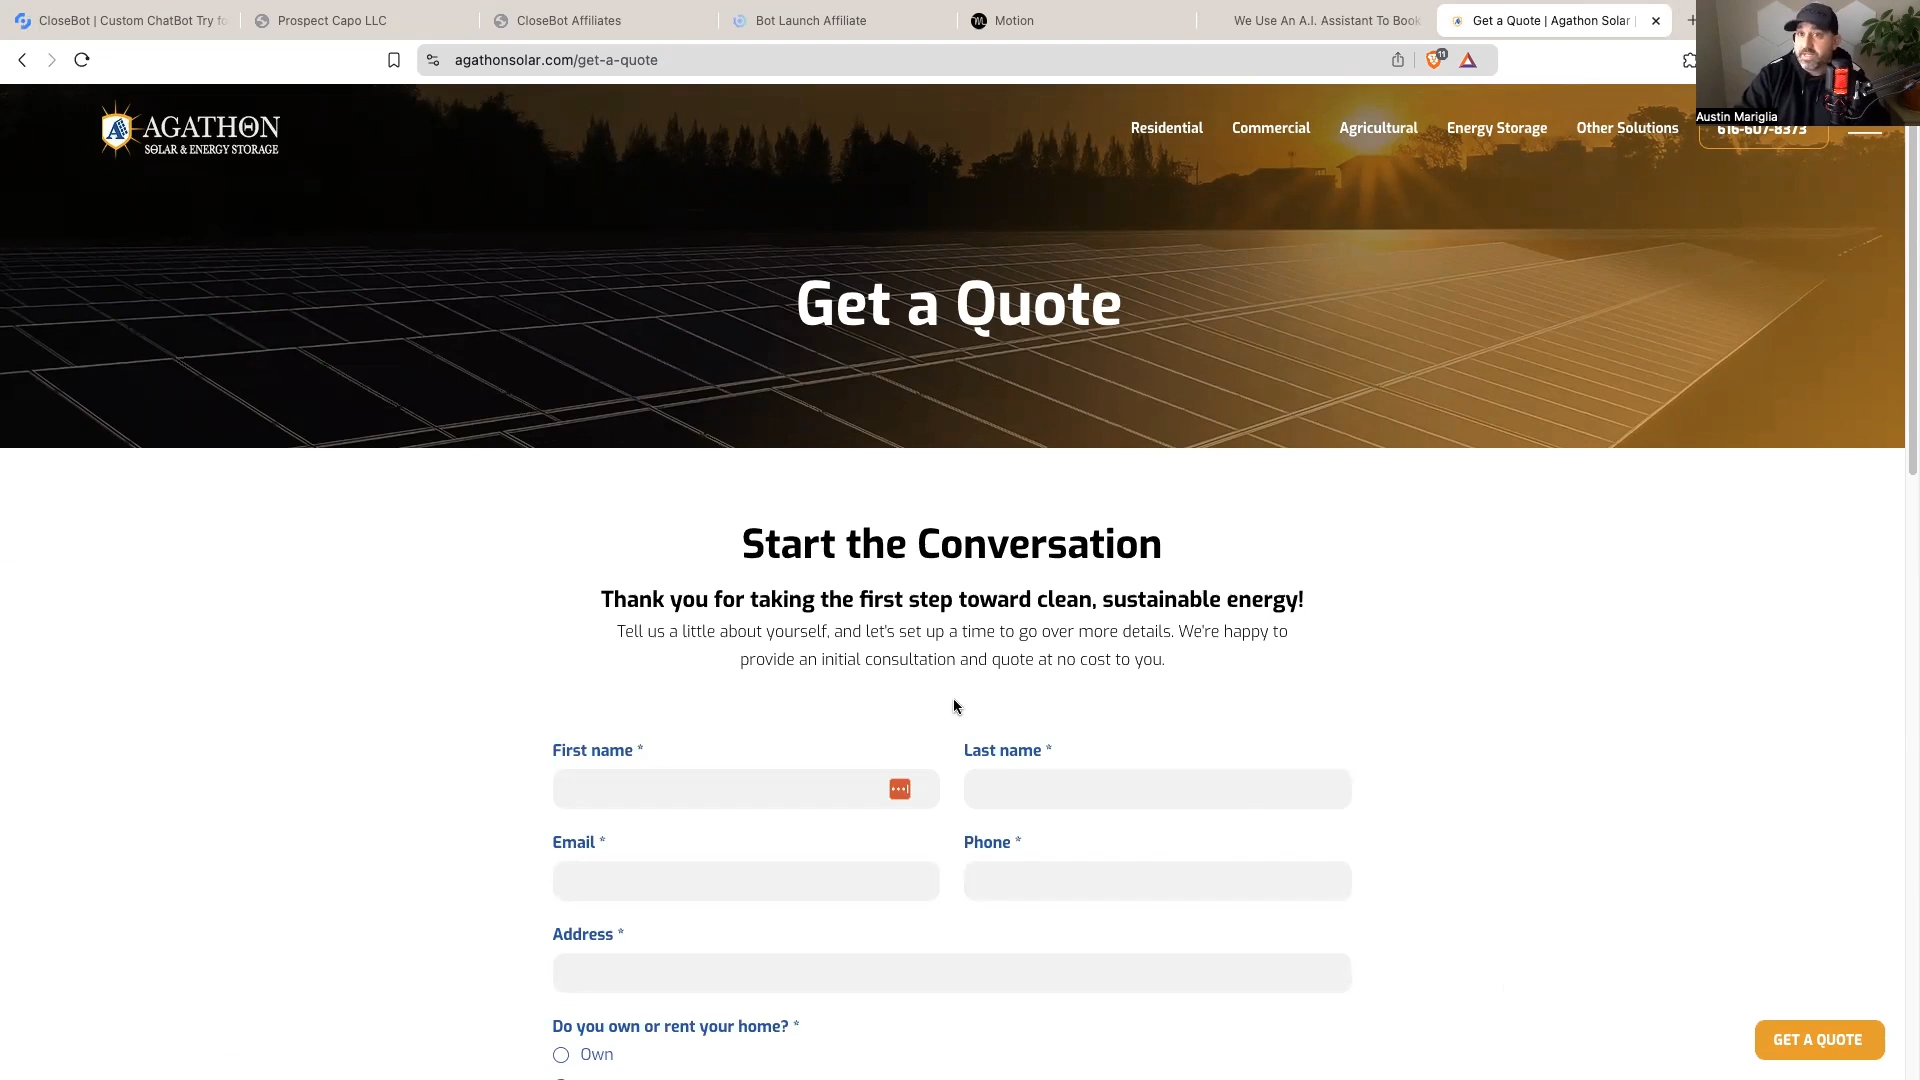 CloseBot | Custom ChatBot Try fo
Prospect Capo LLC
CloseBot Affiliates
Bot Launch Affiliate
Motion
We Use An A.I. Assistant To Book
Get a Quote | Agathon Solar
agathonsolar.com/get-a-quote
11
Austin Mariglia
AGATHON
SOLAR & ENERGY STORAGE
Residential
Commercial
Agricultural
Energy Storage
Other Solutions
616-607-8373
Get a Quote
Start the Conversation
Thank you for taking the first step toward clean, sustainable energy!
Tell us a little about yourself, and let's set up a time to go over more details. We're happy to
provide an initial consultation and quote at no cost to you.
First name *
Last name *
Email *
Phone *
Address *
Do you own or rent your home? *
Own
GET A QUOTE